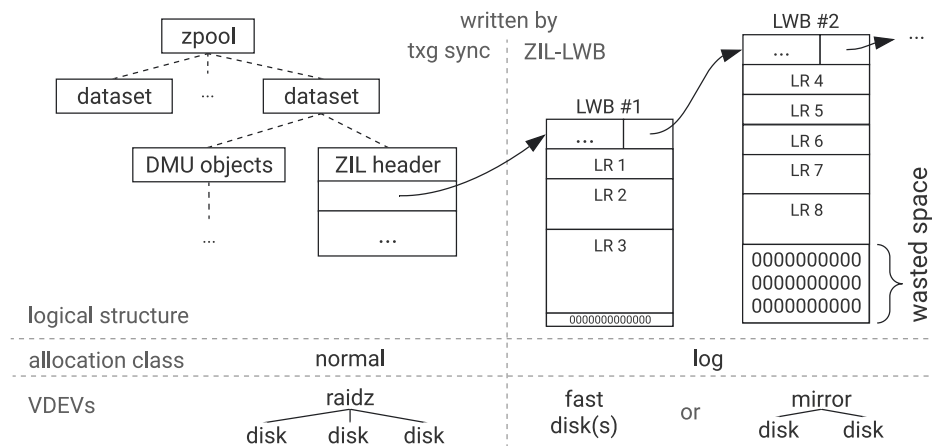 written by
txg sync
ZIL-LWB
zpool
dataset
...
dataset
DMU objects
...
ZIL header
...
LWB #1
...
LR 1
LR 2
LR 3
0000000000000
LWB #2
...
...
LR 4
LR 5
LR 6
LR 7
LR 8
0000000000
0000000000
0000000000
wasted space
logical structure
allocation class
normal
log
VDEVs
raidz
disk disk disk
fast
disk(s)
or
mirror
disk disk